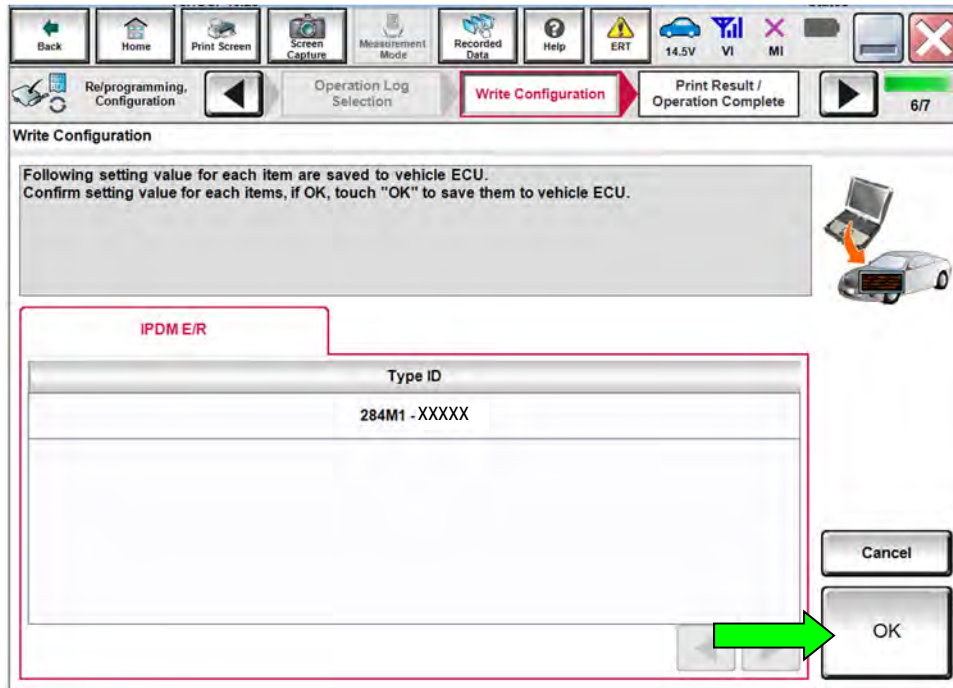 Back
Home
Print Screen
Screen
Capture
Measurement
Mode
Recorded
Data
Help
ERT
14.5V
VI
MI
Re/programming,
Configuration
Operation Log
Selection
Write Configuration
Print Result /
Operation Complete
6/7
Write Configuration
Following setting value for each item are saved to vehicle ECU.
Confirm setting value for each items, if OK, touch "OK" to save them to vehicle ECU.
IPDM E/R
Type ID
284M1 - XXXXX
Cancel
OK